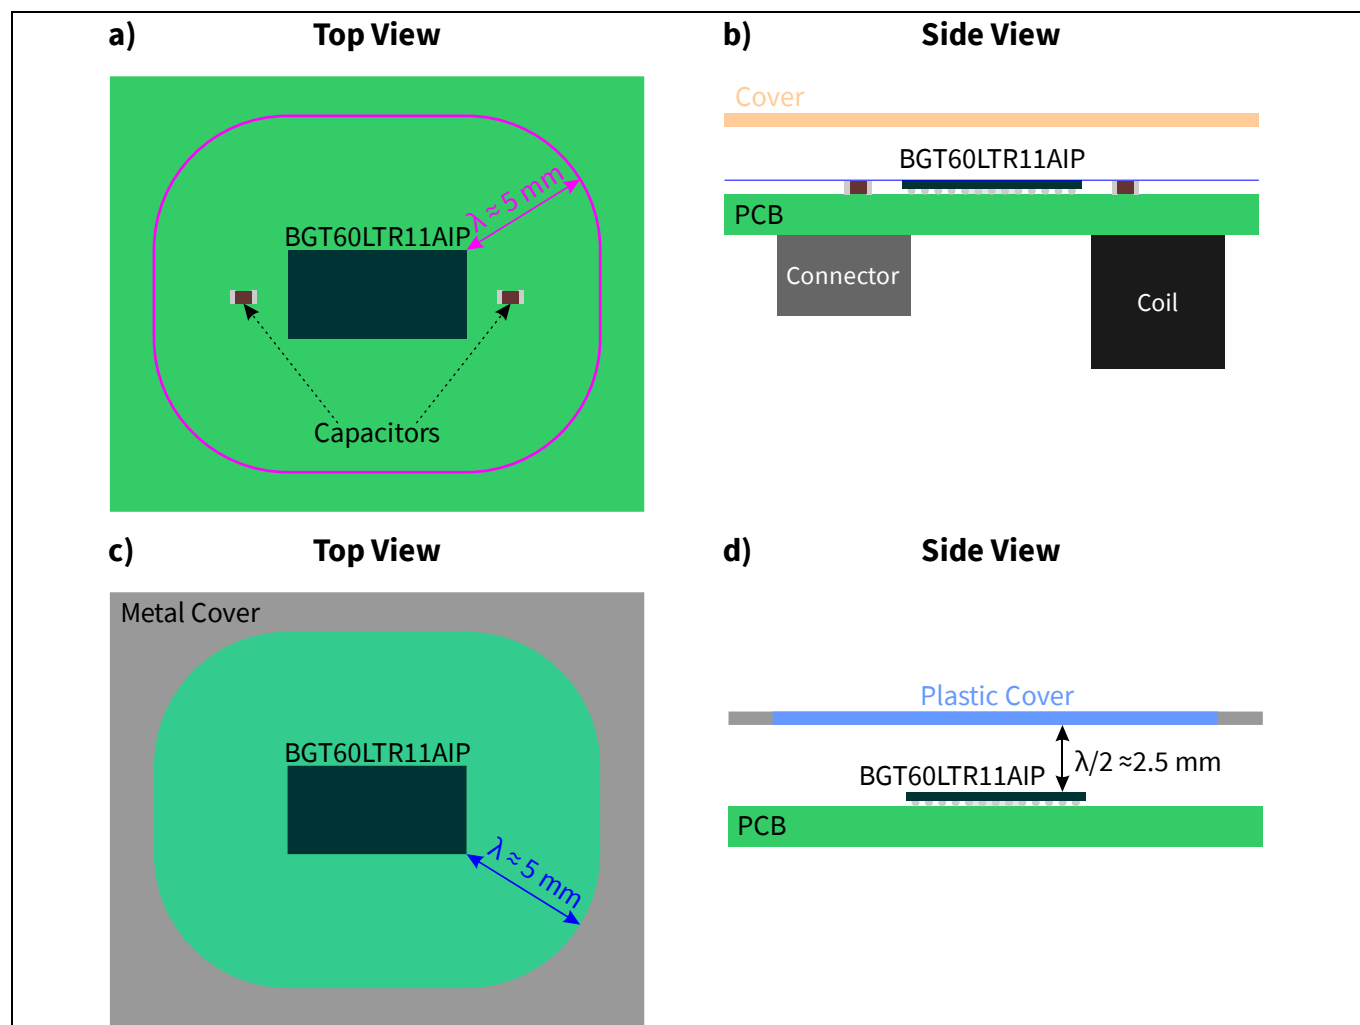 a) Top View
λ ≈ 5 mm
BGT60LTR11AIP
Capacitors
b) Side View
Cover
BGT60LTR11AIP
PCB
Connector
Coil
c) Top View
Metal Cover
BGT60LTR11AIP
λ ≈ 5 mm
d) Side View
Plastic Cover
λ/2 ≈2.5 mm
BGT60LTR11AIP
PCB